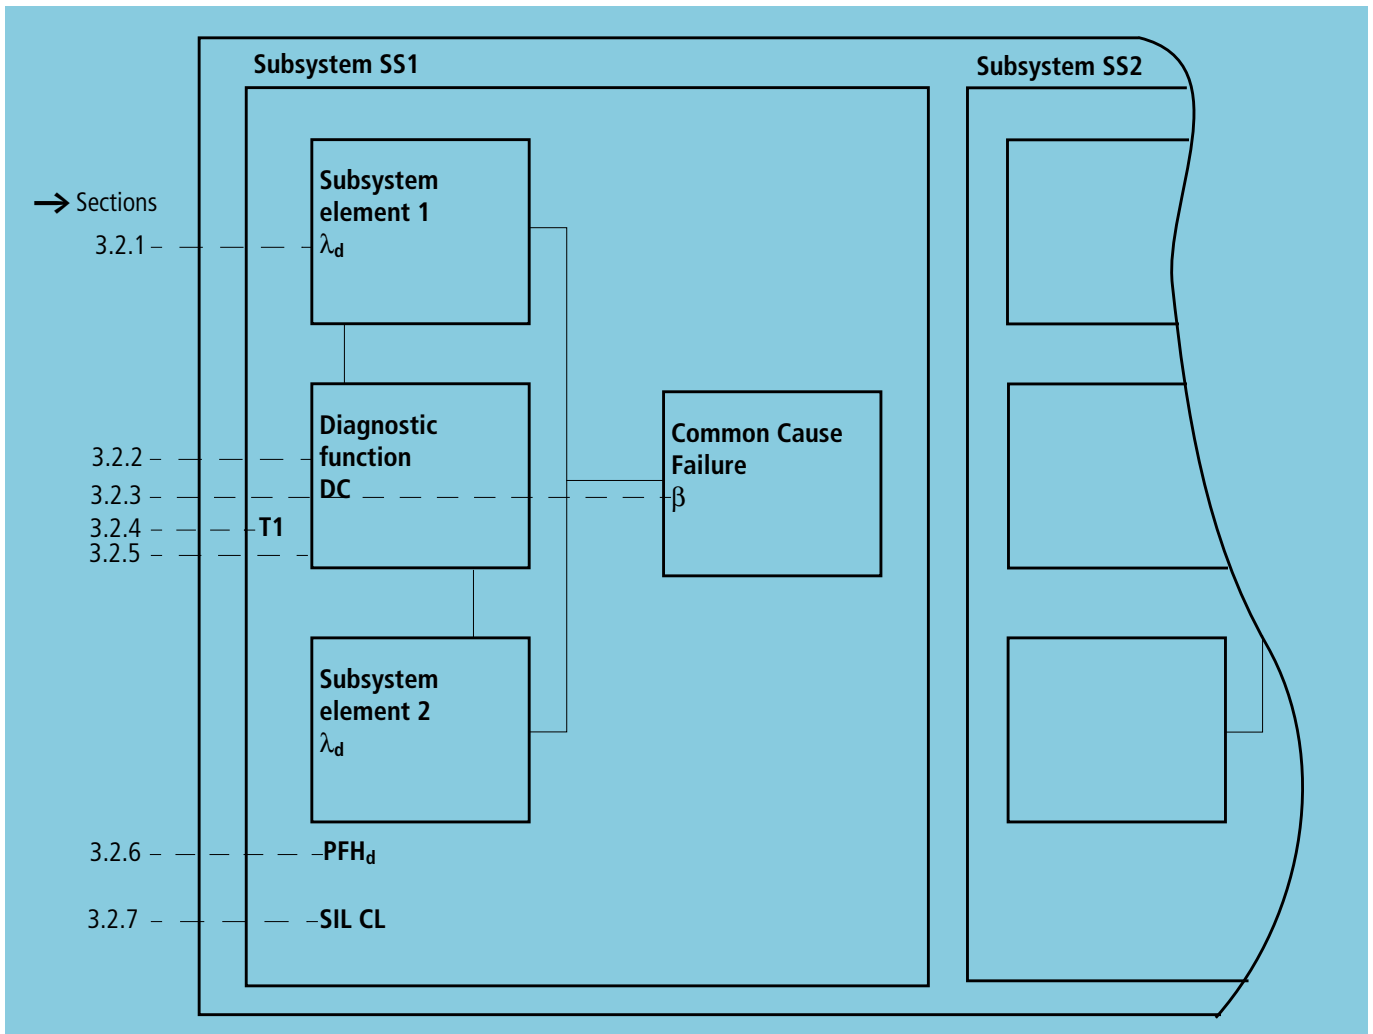 Subsystem SS1
Subsystem SS2
Subsystem
element 1
λd
→ Sections
3.2.1
Diagnostic
function
DC
Common Cause
Failure
β
3.2.2
3.2.3
3.2.4
T1
3.2.5
Subsystem
element 2
λd
3.2.6
PFHd
3.2.7
SIL CL